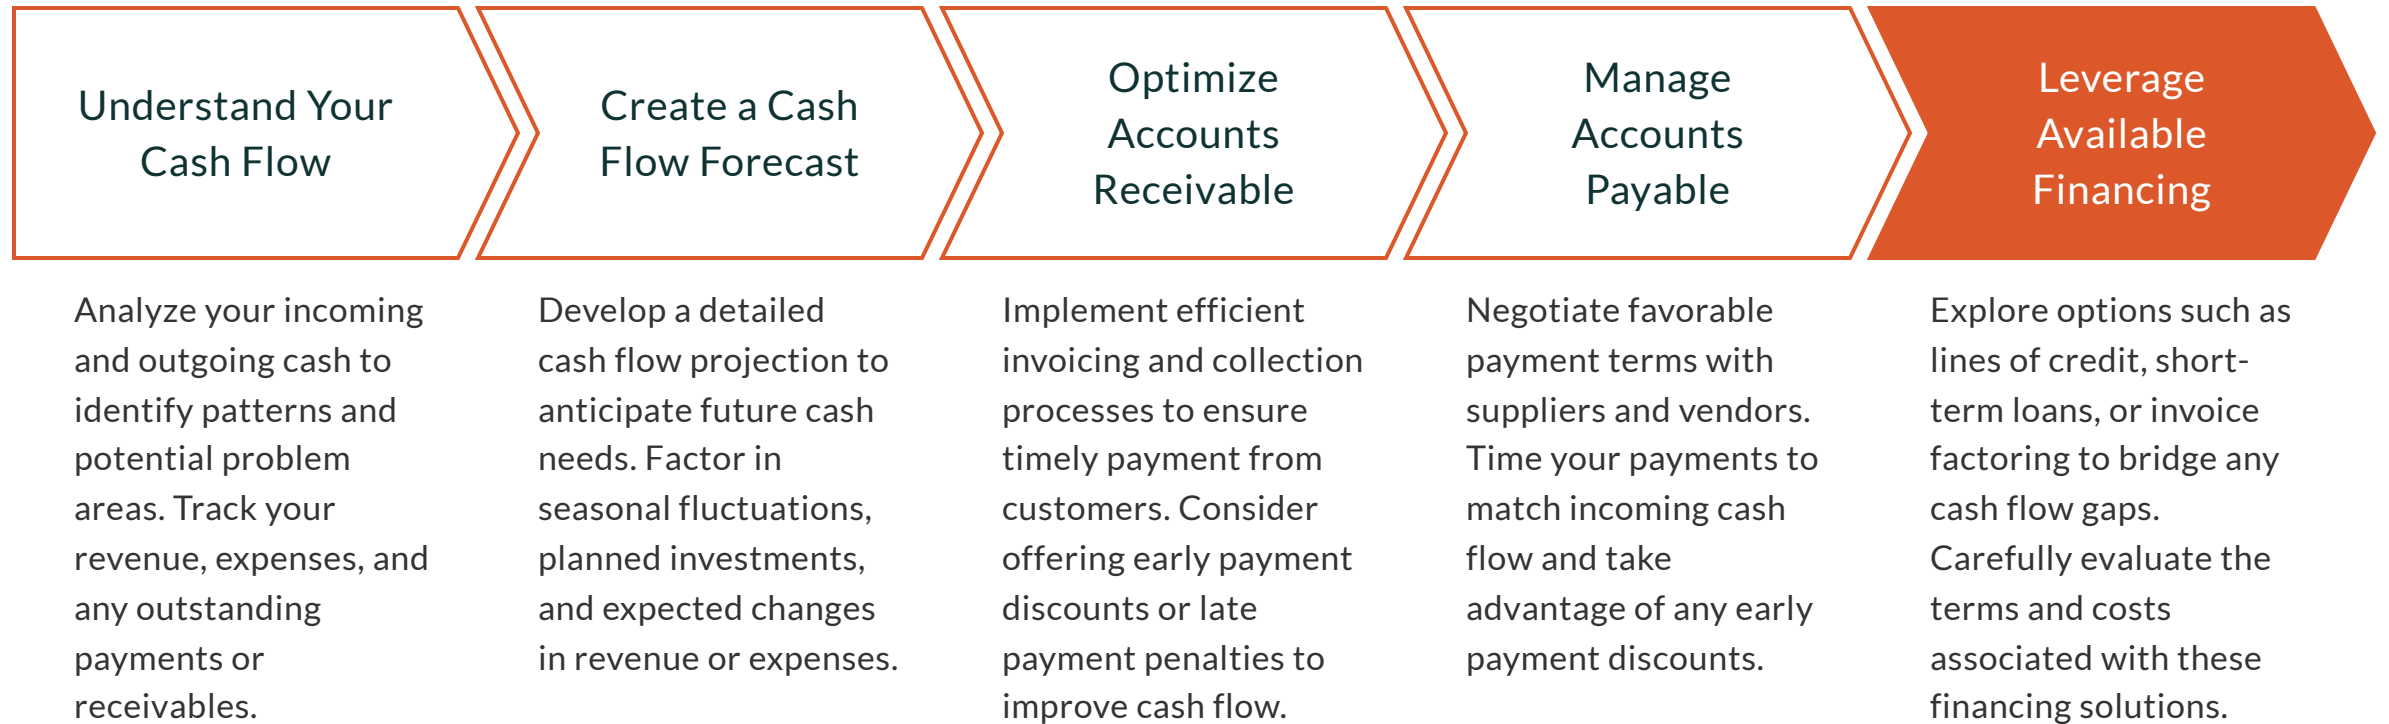 Understand Your
Cash Flow
Create a Cash
Flow Forecast
Optimize
Accounts
Receivable
Manage
Accounts
Payable
Leverage
Available
Financing
Analyze your incoming
and outgoing cash to
identify patterns and
potential problem
areas. Track your
revenue, expenses, and
any outstanding
payments or
receivables.
Develop a detailed
cash flow projection to
anticipate future cash
needs. Factor in
seasonal fluctuations,
planned investments,
and expected changes
in revenue or expenses.
Implement efficient
invoicing and collection
processes to ensure
timely payment from
customers. Consider
offering early payment
discounts or late
payment penalties to
improve cash flow.
Negotiate favorable
payment terms with
suppliers and vendors.
Time your payments to
match incoming cash
flow and take
advantage of any early
payment discounts.
Explore options such as
lines of credit, short-
term loans, or invoice
factoring to bridge any
cash flow gaps.
Carefully evaluate the
terms and costs
associated with these
financing solutions.